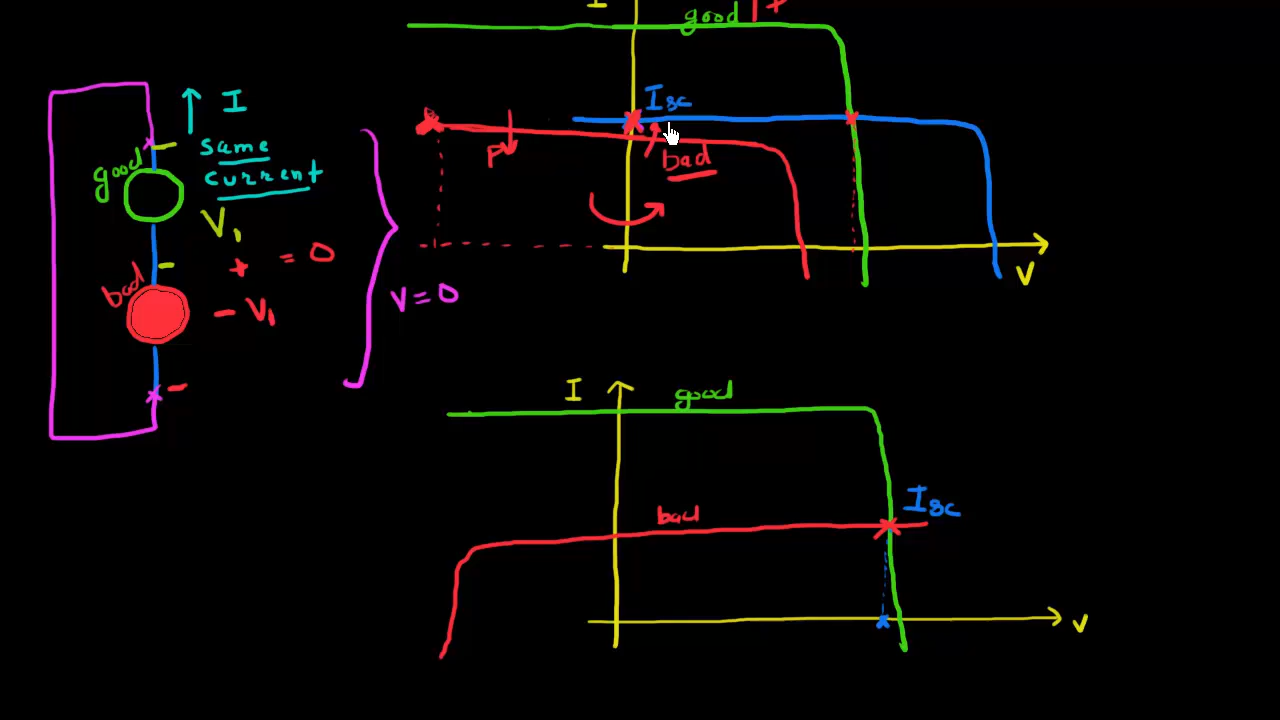 I
good
I
Isc
same
current
good
V1
+
= 0
bad
- V1
V = 0
P
bad
V
I
good
bad
Isc
V